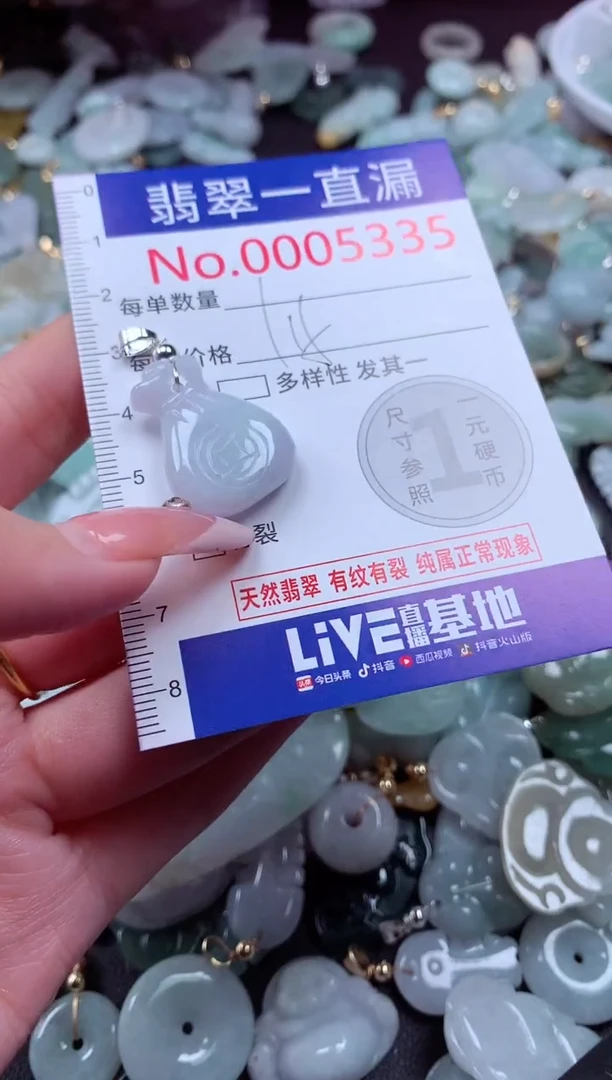 翡翠一直漏
No.0005335
每单数量
价格
多样性 发其一
尺寸参照
1
一元硬币
裂
天然翡翠 有纹有裂 纯属正常现象
LiVE直播基地
今日头条 抖音 西瓜视频 抖音火山版
0
1
2
3
4
5
7
8